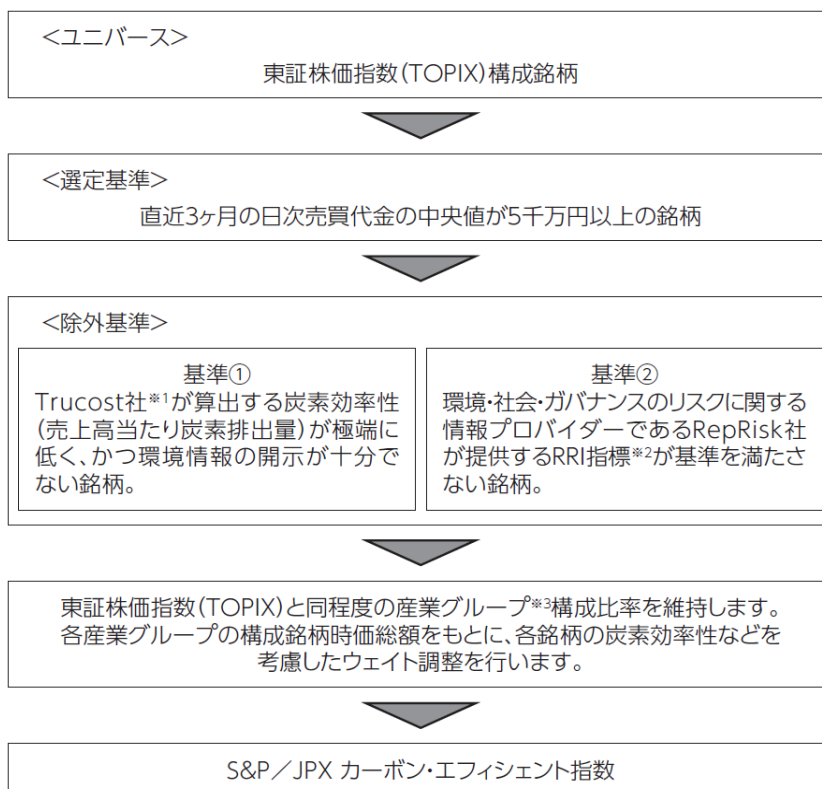 <ユニバース>
東証株価指数(TOPIX)構成銘柄
<選定基準>
直近3ヶ月の日次売買代金の中央値が5千万円以上の銘柄
<除外基準>
基準①
Trucost社※1が算出する炭素効率性
(売上高当たり炭素排出量)が極端に
低く、かつ環境情報の開示が十分で
ない銘柄。
基準②
環境・社会・ガバナンスのリスクに関する
情報プロバイダーであるRepRisk社
が提供するRRI指標※2が基準を満たさ
ない銘柄。
東証株価指数(TOPIX)と同程度の産業グループ※3構成比率を維持します。
各産業グループの構成銘柄時価総額をもとに、各銘柄の炭素効率性などを
考慮したウェイト調整を行います。
S&P/JPX カーボン・エフィシェント指数